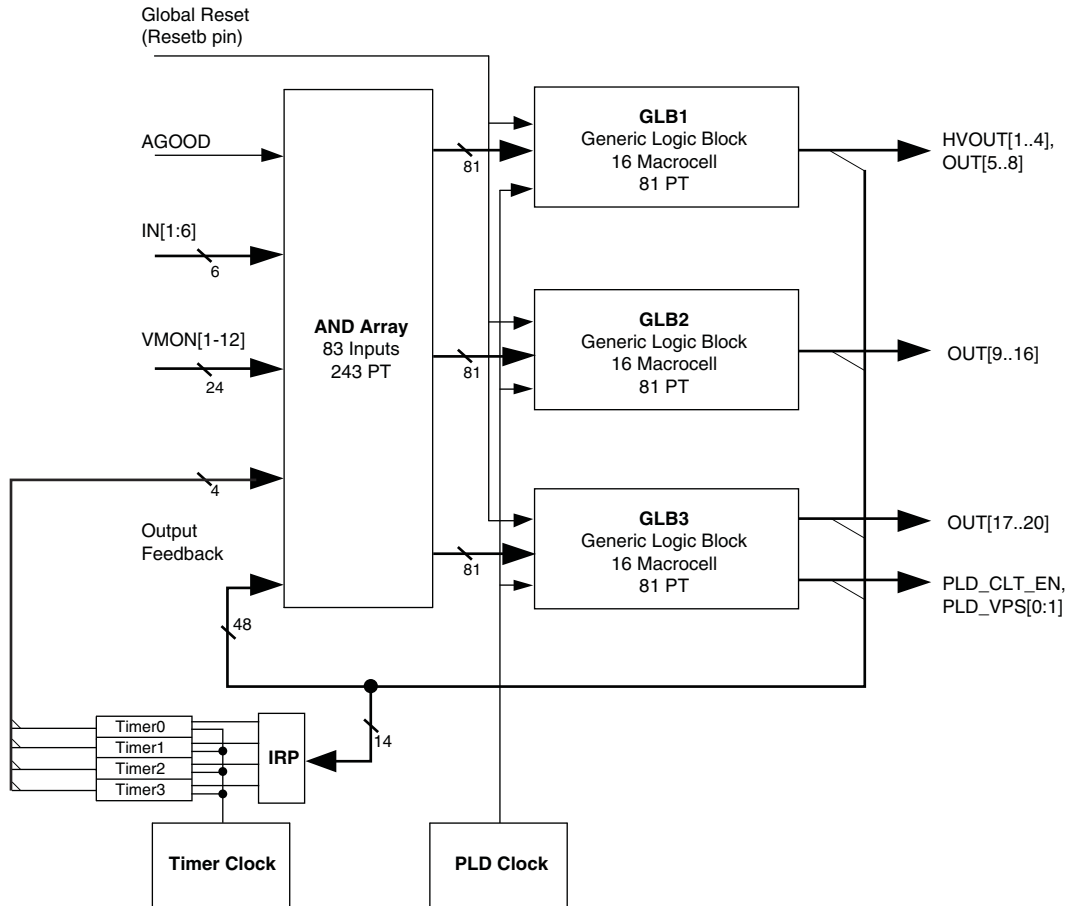 Global Reset
(Resetb pin)
AGOOD
IN[1:6]
6
VMON[1-12]
24
4
Output
Feedback
48
AND Array
83 Inputs
243 PT
81
81
81
GLB1
Generic Logic Block
16 Macrocell
81 PT
GLB2
Generic Logic Block
16 Macrocell
81 PT
GLB3
Generic Logic Block
16 Macrocell
81 PT
HVOUT[1..4],
OUT[5..8]
OUT[9..16]
OUT[17..20]
PLD_CLT_EN,
PLD_VPS[0:1]
14
Timer0
Timer1
Timer2
Timer3
IRP
Timer Clock
PLD Clock